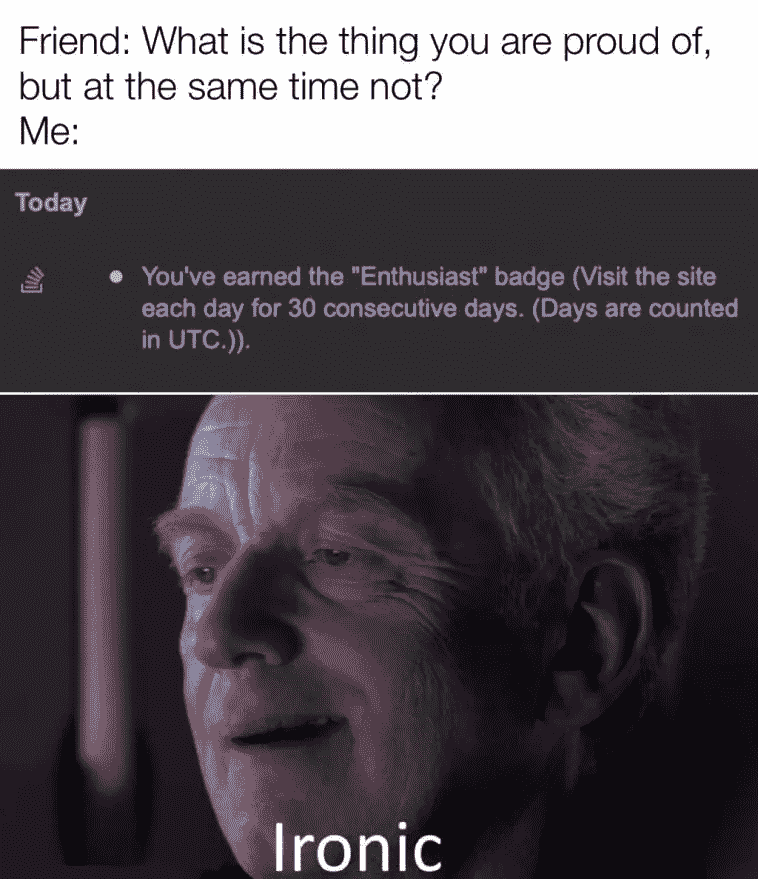 Friend: What is the thing you are proud of,
but at the same time not?
Me:
Today
You've earned the "Enthusiast" badge (Visit the site
each day for 30 consecutive days. (Days are counted
in UTC.)).
Ironic